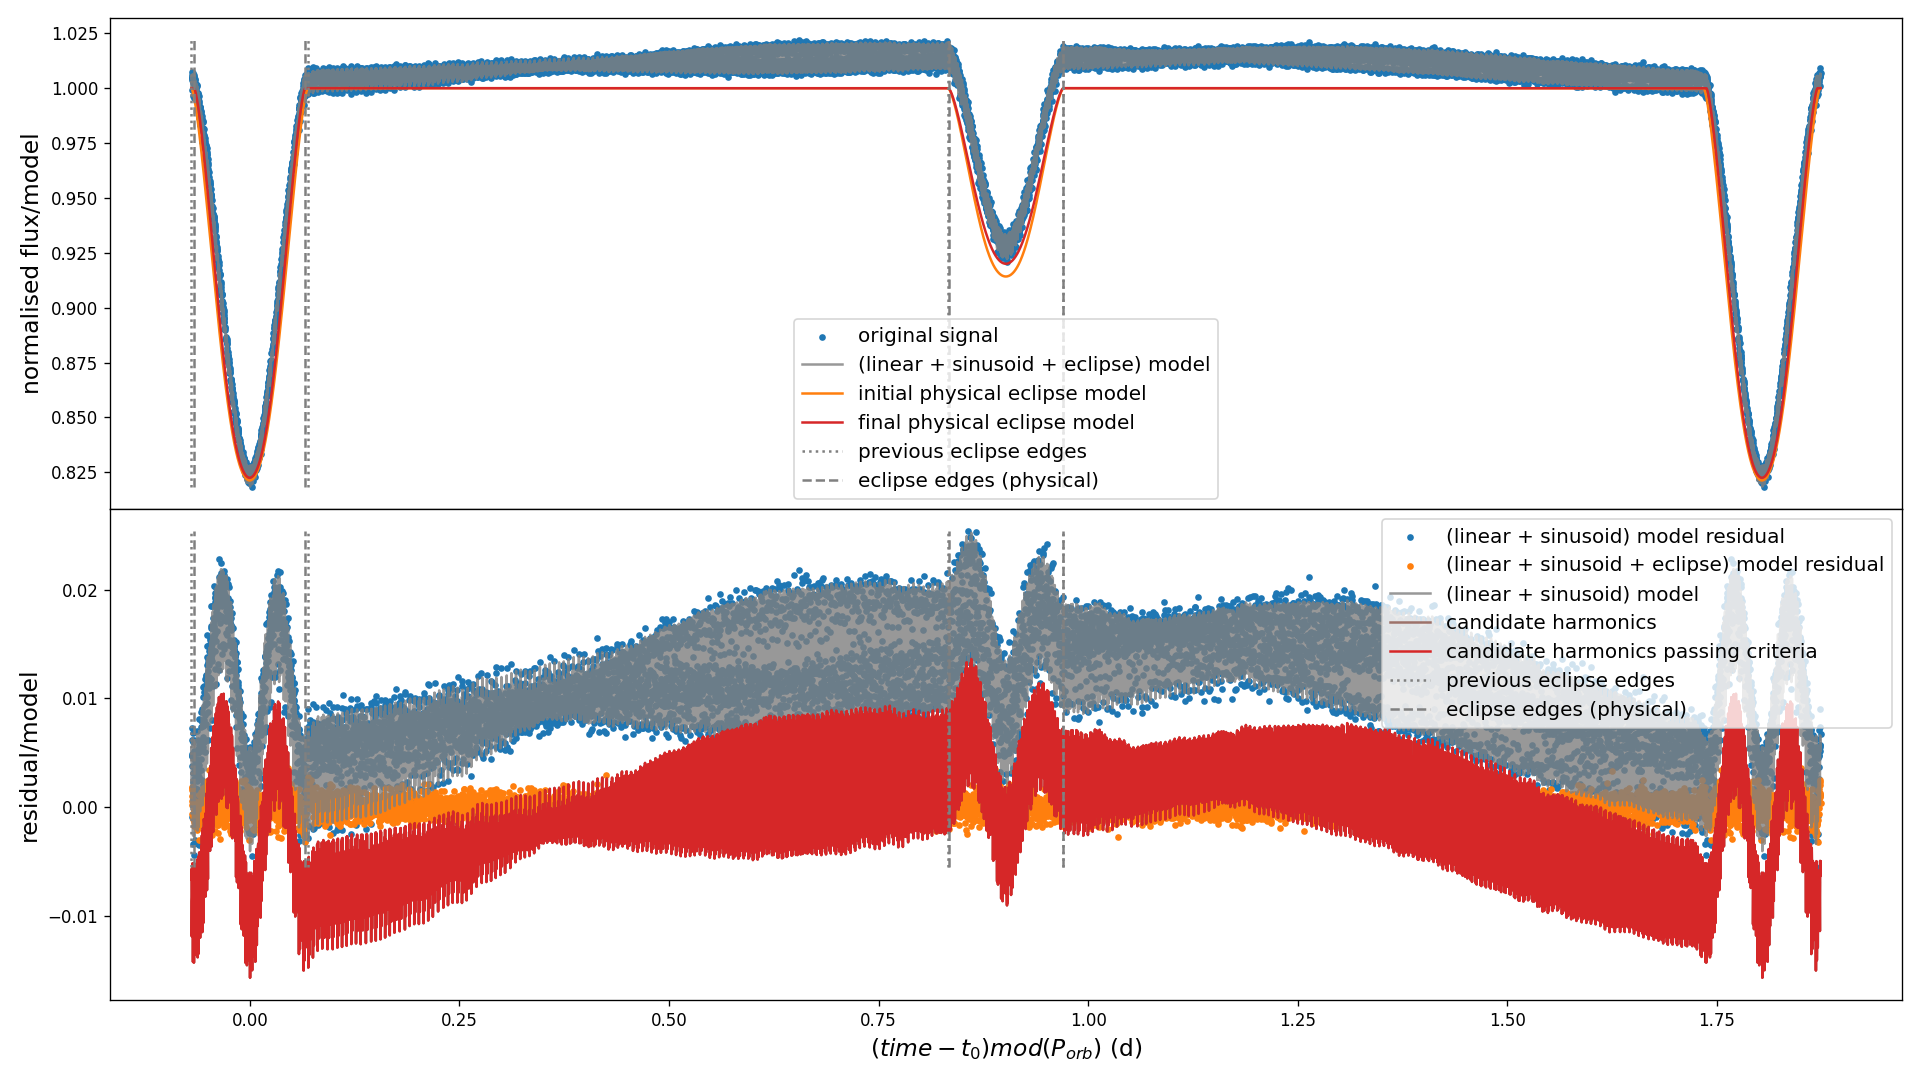 1.025
1.000
0.975
0.950
0.925
0.900
0.875
0.850
0.825
normalised flux/model
original signal
(linear + sinusoid + eclipse) model
initial physical eclipse model
final physical eclipse model
previous eclipse edges
eclipse edges (physical)
0.02
0.01
0.00
−0.01
residual/model
(linear + sinusoid) model residual
(linear + sinusoid + eclipse) model residual
(linear + sinusoid) model
candidate harmonics
candidate harmonics passing criteria
previous eclipse edges
eclipse edges (physical)
0.00 0.25 0.50 0.75 1.00 1.25 1.50 1.75
(time − t₀)mod(P_orb) (d)